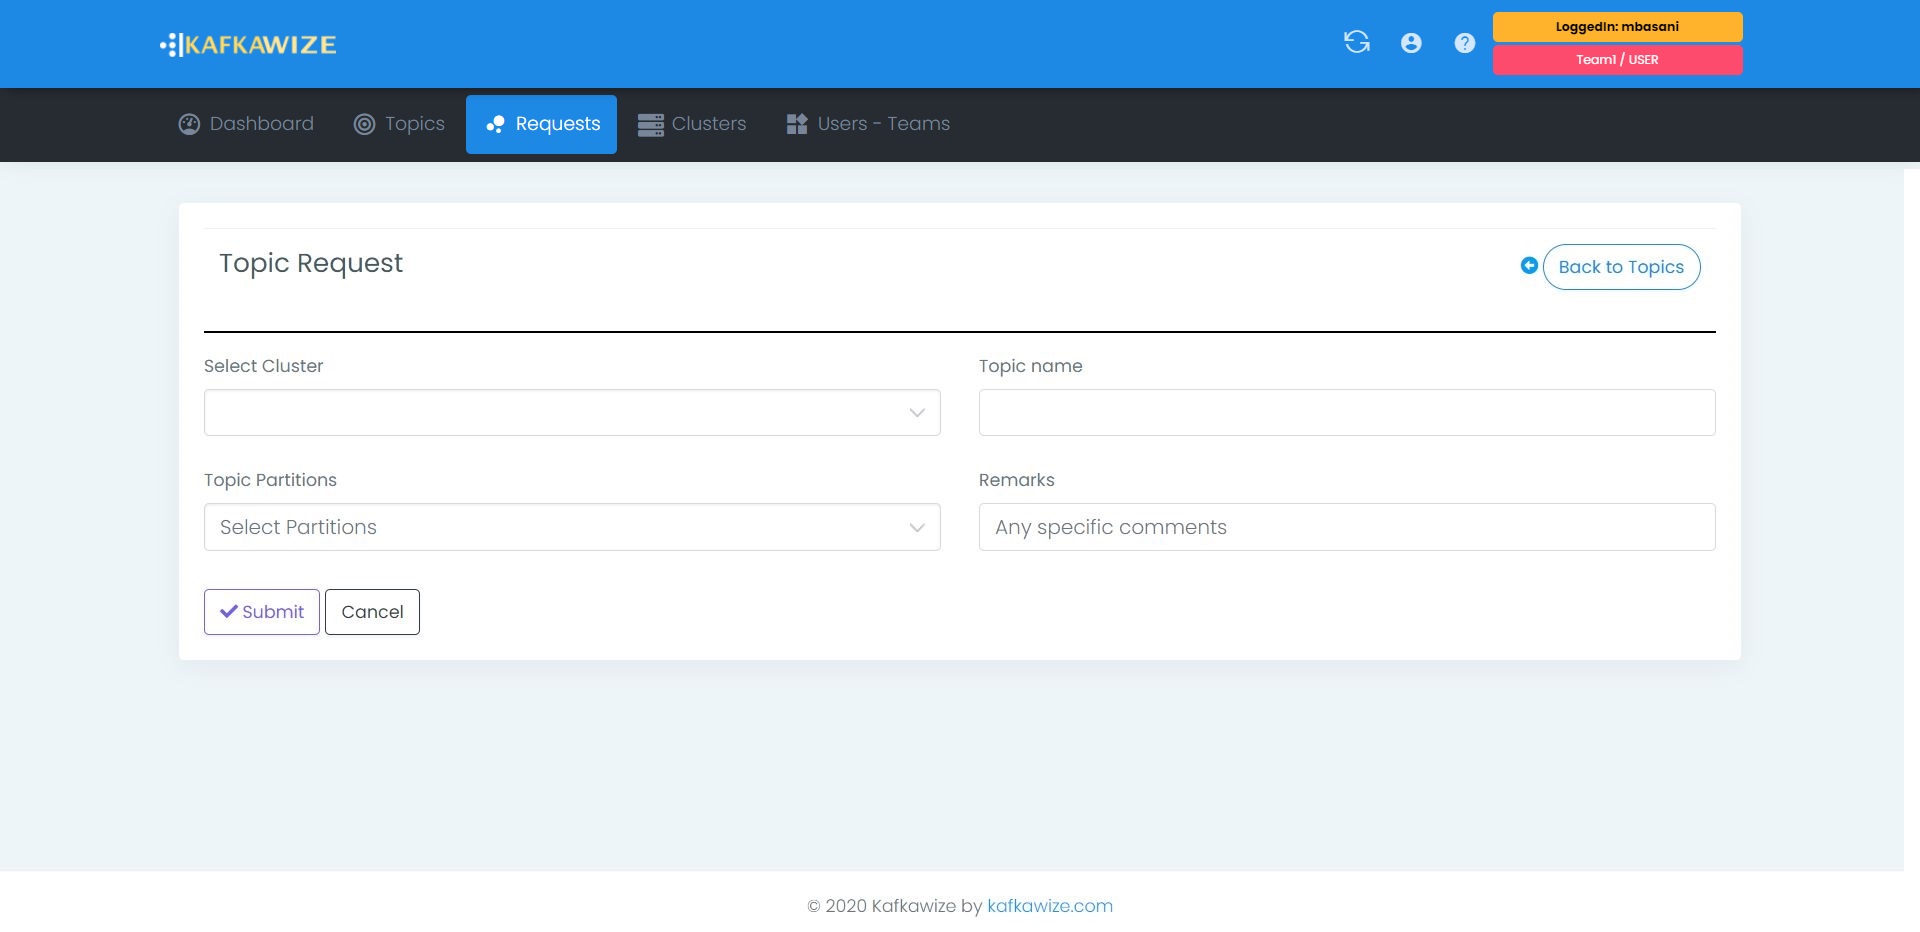 KAFKAWIZE
LoggedIn: mbasani
Team1 / USER
Dashboard
Topics
Requests
Clusters
Users - Teams
Topic Request
Back to Topics
Select Cluster
Topic name
Topic Partitions
Remarks
Select Partitions
Any specific comments
Submit
Cancel
© 2020 Kafkawize by kafkawize.com